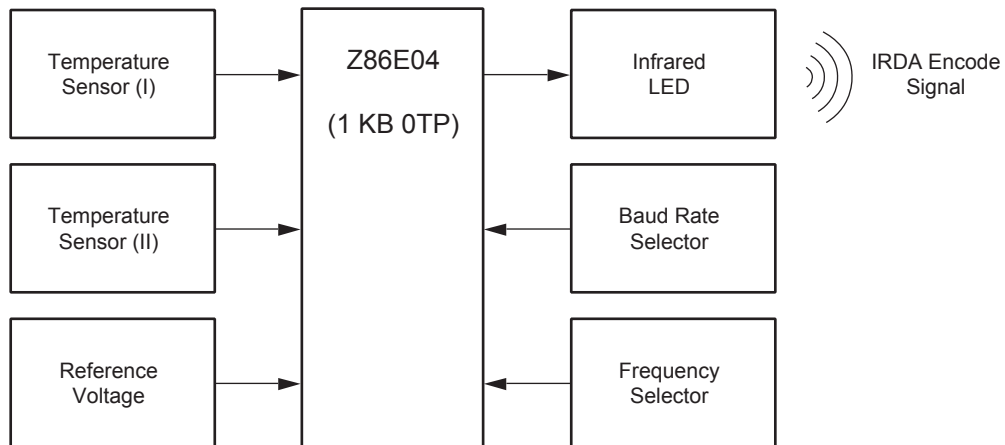 Temperature
Sensor (I)
Z86E04
(1 KB 0TP)
Infrared
LED
IRDA Encode
Signal
Temperature
Sensor (II)
Baud Rate
Selector
Reference
Voltage
Frequency
Selector